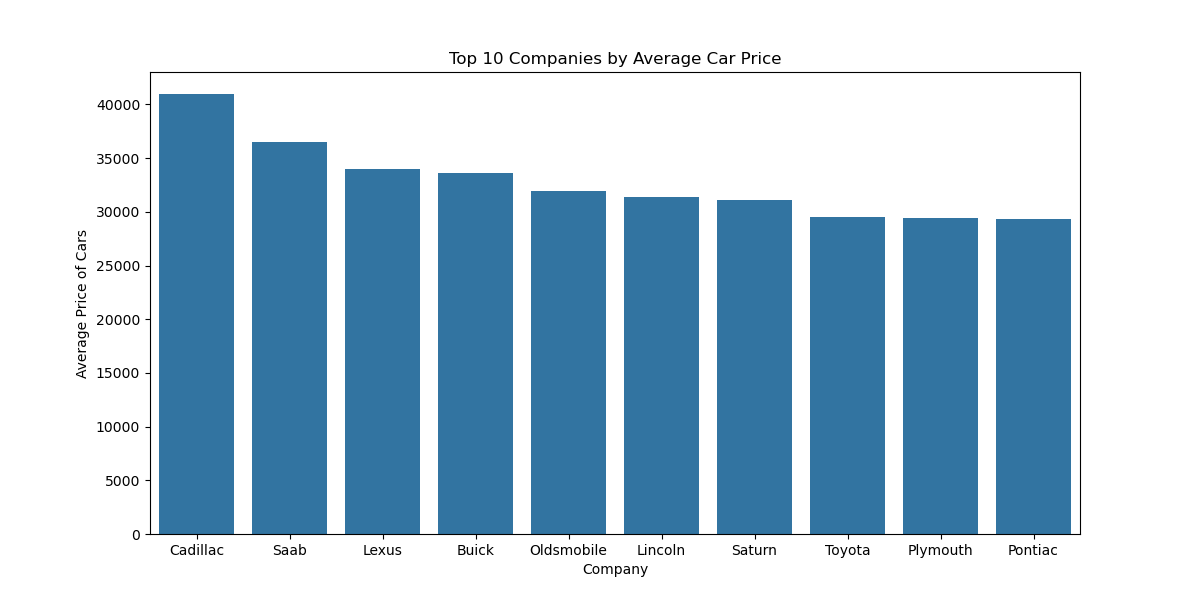 Top 10 Companies by Average Car Price
Average Price of Cars
40000
35000
30000
25000
20000
15000
10000
5000
0
Cadillac Saab Lexus Buick Oldsmobile Lincoln Saturn Toyota Plymouth Pontiac
Company